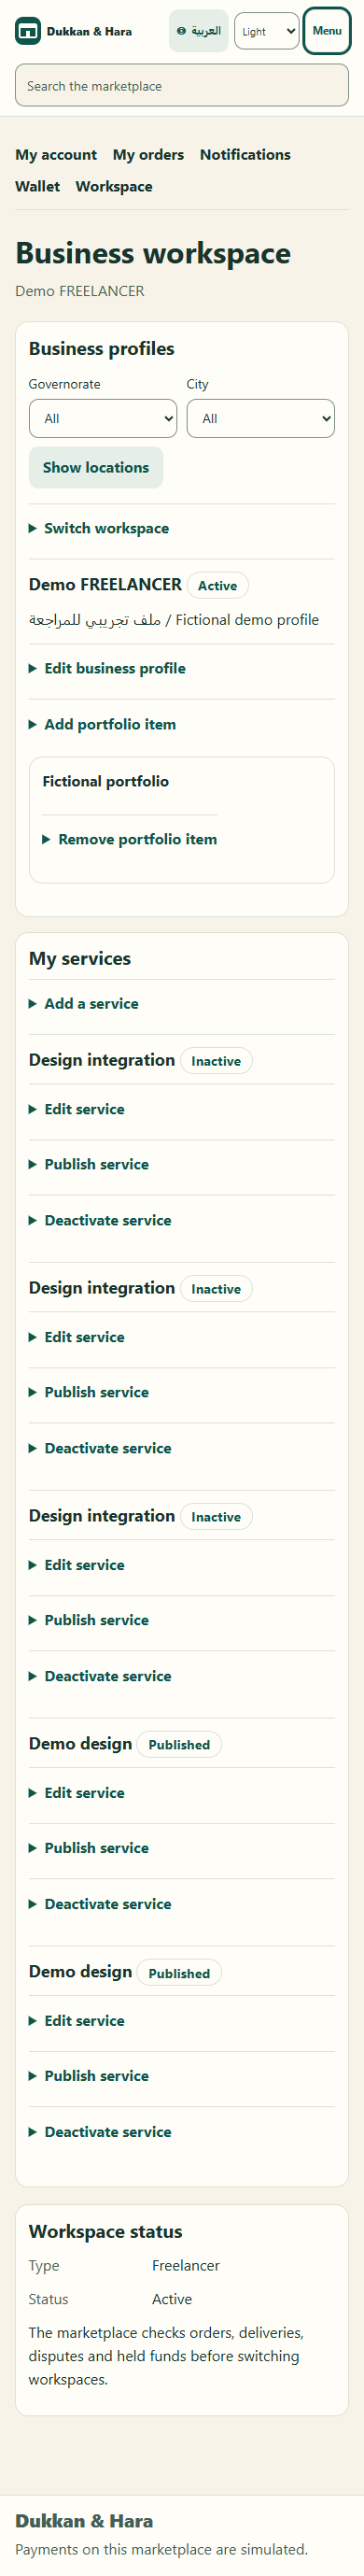 Dukkan & Hara
العربية
Light
Menu
Search the marketplace
My account My orders Notifications
Wallet Workspace
Business workspace
Demo FREELANCER
Business profiles
Governorate City
All All
Show locations
Switch workspace
Demo FREELANCER Active
ملف تجريبي للمراجعة / Fictional demo profile
Edit business profile
Add portfolio item
Fictional portfolio
Remove portfolio item
My services
Add a service
Design integration Inactive
Edit service
Publish service
Deactivate service
Design integration Inactive
Edit service
Publish service
Deactivate service
Design integration Inactive
Edit service
Publish service
Deactivate service
Demo design Published
Edit service
Publish service
Deactivate service
Demo design Published
Edit service
Publish service
Deactivate service
Workspace status
Type Freelancer
Status Active
The marketplace checks orders, deliveries,
disputes and held funds before switching
workspaces.
Dukkan & Hara
Payments on this marketplace are simulated.